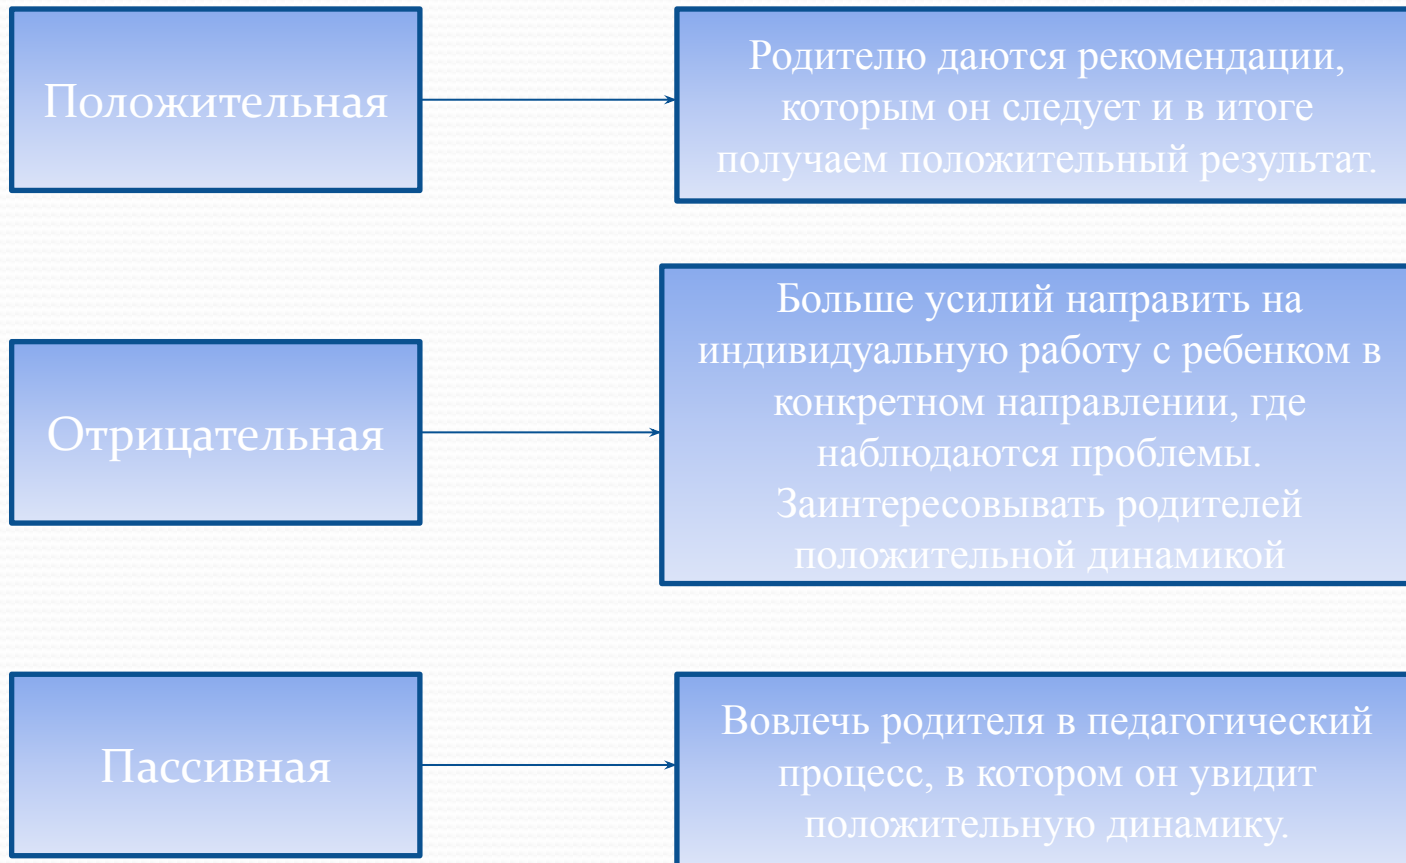 Положительная
Родителю даются рекомендации,
которым он следует и в итоге
получаем положительный результат.
Отрицательная
Больше усилий направить на
индивидуальную работу с ребенком в
конкретном направлении, где
наблюдаются проблемы.
Заинтересовывать родителей
положительной динамикой
Пассивная
Вовлечь родителя в педагогический
процесс, в котором он увидит
положительную динамику.